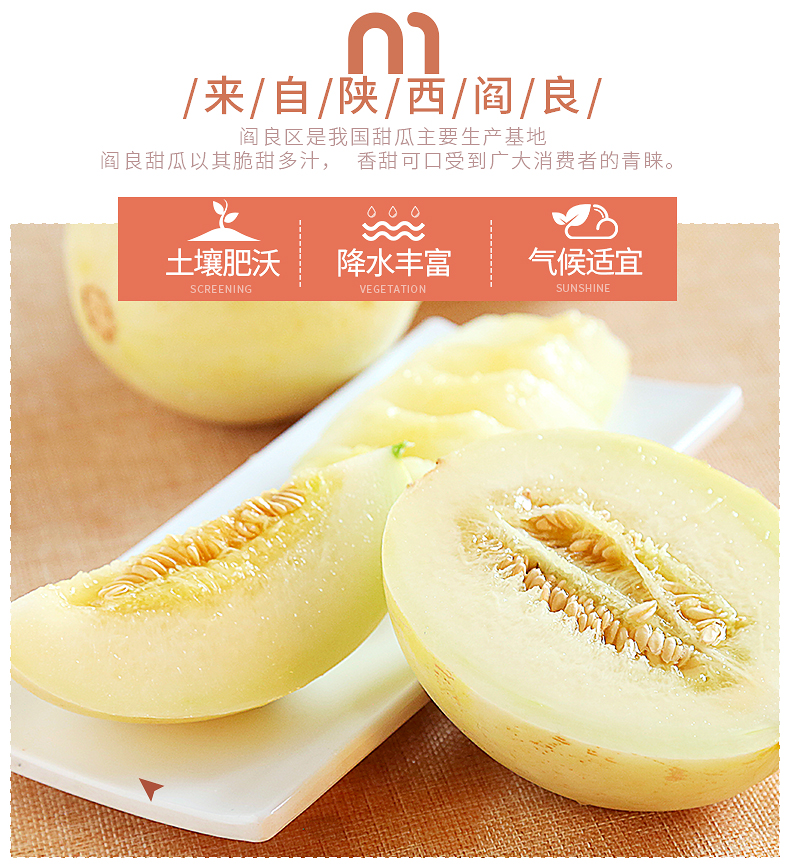 /来/自/陕/西/阎/良/
阎良区是我国甜瓜主要生产基地
阎良甜瓜以其脆甜多汁， 香甜可口受到广大消费者的青睐。
土壤肥沃 降水丰富 气候适宜
SCREENING VEGETATION SUNSHINE